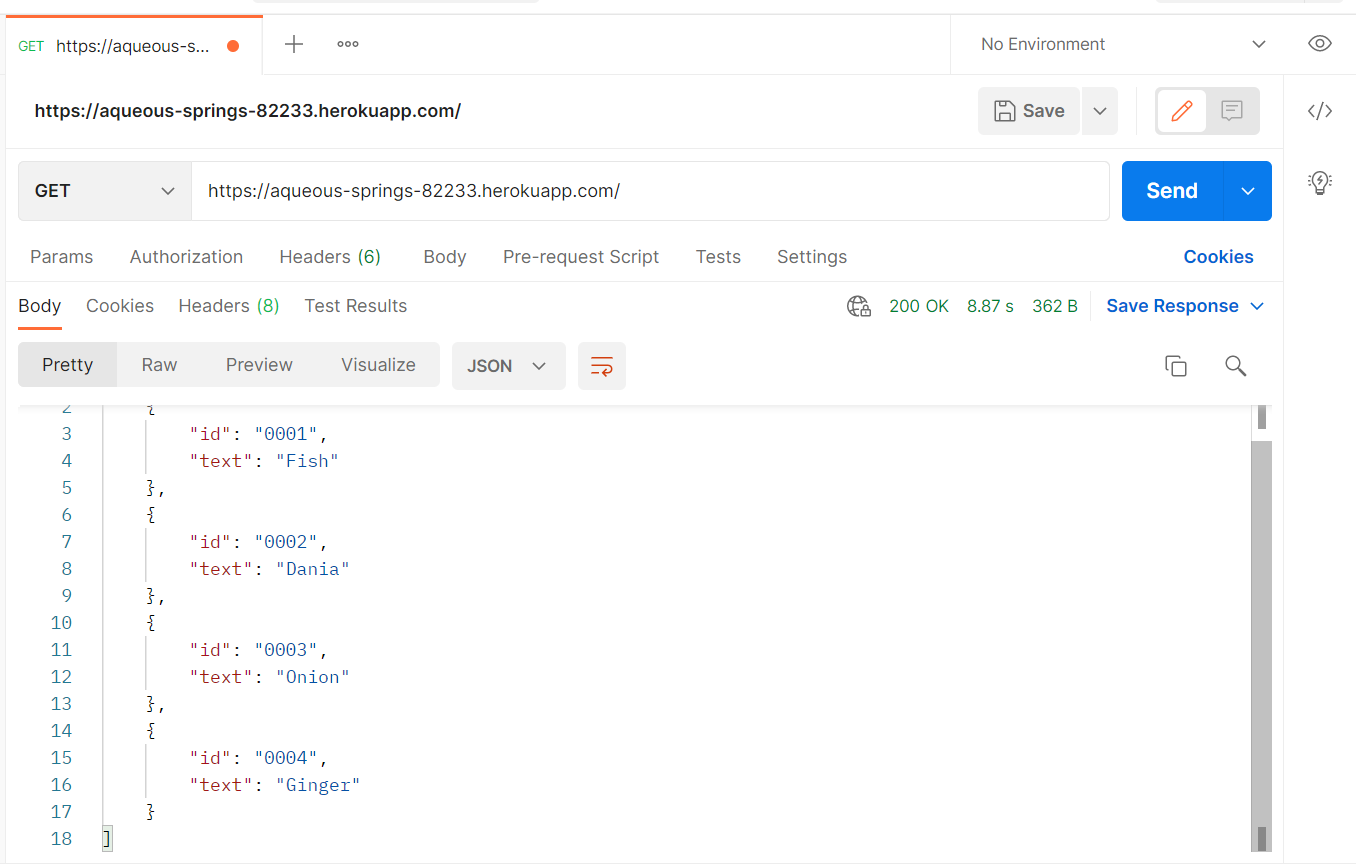 GET https://aqueous-s...
No Environment
https://aqueous-springs-82233.herokuapp.com/
Save
GET https://aqueous-springs-82233.herokuapp.com/ Send
Params Authorization Headers (6) Body Pre-request Script Tests Settings Cookies
Body Cookies Headers (8) Test Results 200 OK 8.87 s 362 B Save Response
Pretty Raw Preview Visualize JSON
2 {
3 "id": "0001",
4 "text": "Fish"
5 },
6 {
7 "id": "0002",
8 "text": "Dania"
9 },
10 {
11 "id": "0003",
12 "text": "Onion"
13 },
14 {
15 "id": "0004",
16 "text": "Ginger"
17 }
18 ]